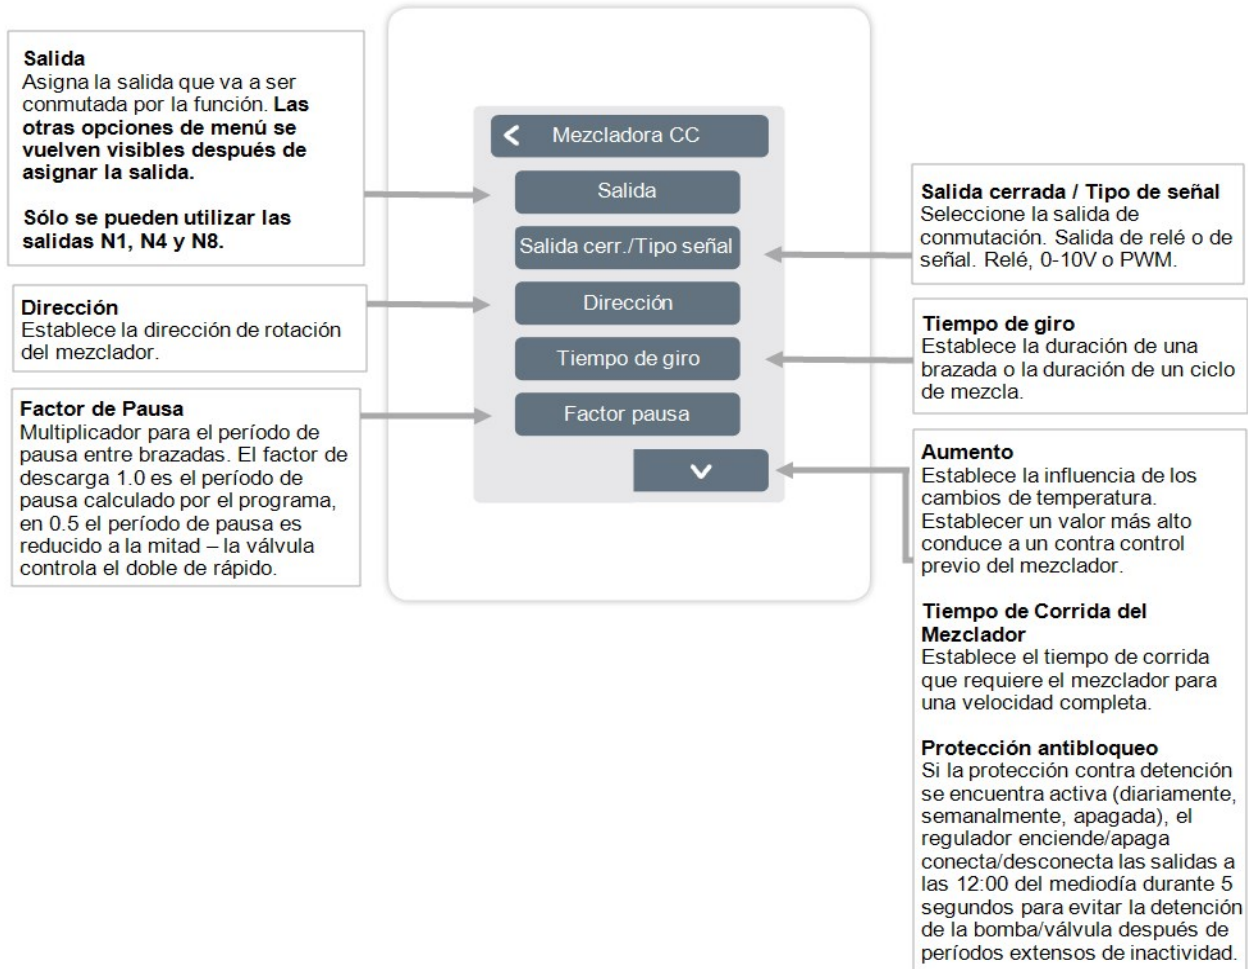 Salida
Asigna la salida que va a ser
conmutada por la función. Las
otras opciones de menú se
vuelven visibles después de
asignar la salida.
Sólo se pueden utilizar las
salidas N1, N4 y N8.
Dirección
Establece la dirección de rotación
del mezclador.
Factor de Pausa
Multiplicador para el período de
pausa entre brazadas. El factor de
descarga 1.0 es el período de
pausa calculado por el programa,
en 0.5 el período de pausa es
reducido a la mitad – la válvula
controla el doble de rápido.
Mezcladora CC
Salida
Salida cerr./Tipo señal
Dirección
Tiempo de giro
Factor pausa
Salida cerrada / Tipo de señal
Seleccione la salida de
conmutación. Salida de relé o de
señal. Relé, 0-10V o PWM.
Tiempo de giro
Establece la duración de una
brazada o la duración de un ciclo
de mezcla.
Aumento
Establece la influencia de los
cambios de temperatura.
Establecer un valor más alto
conduce a un contra control
previo del mezclador.
Tiempo de Corrida del
Mezclador
Establece el tiempo de corrida
que requiere el mezclador para
una velocidad completa.
Protección antibloqueo
Si la protección contra detención
se encuentra activa (diariamente,
semanalmente, apagada), el
regulador enciende/apaga
conecta/desconecta las salidas a
las 12:00 del mediodía durante 5
segundos para evitar la detención
de la bomba/válvula después de
períodos extensos de inactividad.